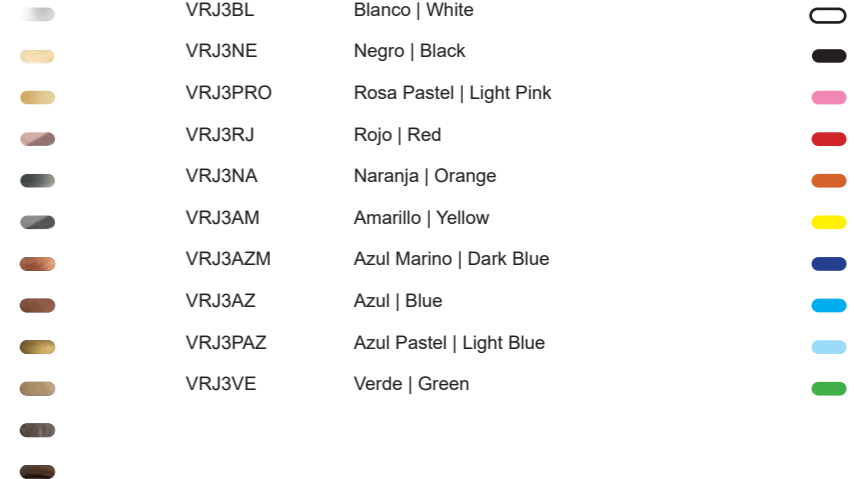 VRJ3BL Blanco | White
VRJ3NE Negro | Black
VRJ3PRO Rosa Pastel | Light Pink
VRJ3RJ Rojo | Red
VRJ3NA Naranja | Orange
VRJ3AM Amarillo | Yellow
VRJ3AZM Azul Marino | Dark Blue
VRJ3AZ Azul | Blue
VRJ3PAZ Azul Pastel | Light Blue
VRJ3VE Verde | Green